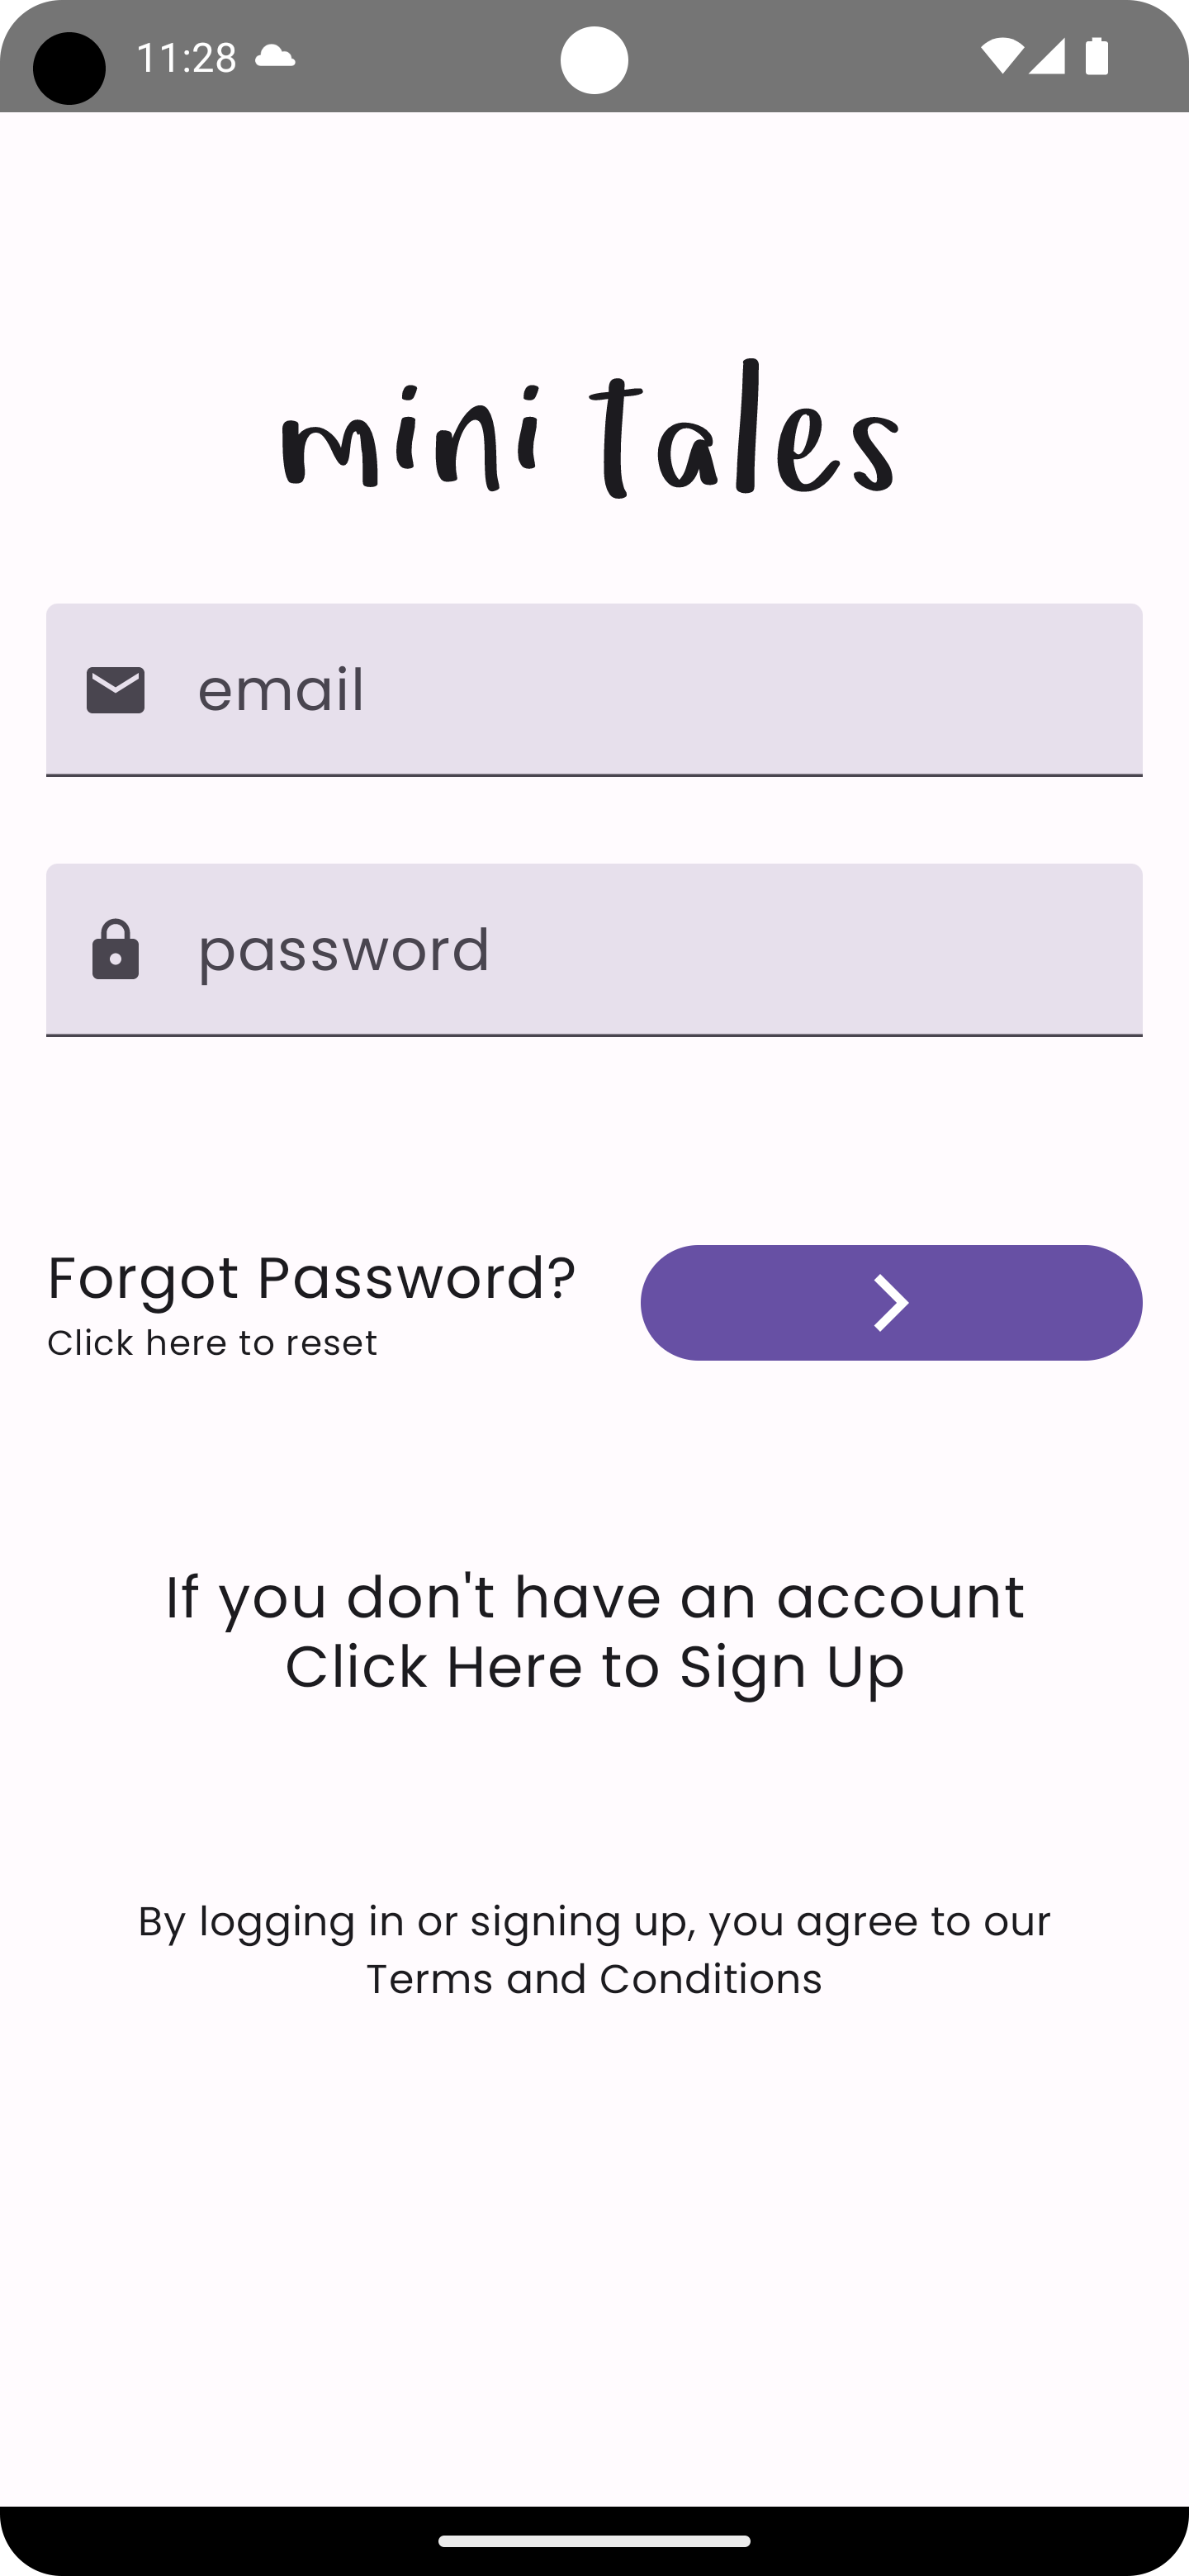 11:28
mini tales
email
password
Forgot Password?
Click here to reset
If you don't have an account
Click Here to Sign Up
By logging in or signing up, you agree to our
Terms and Conditions